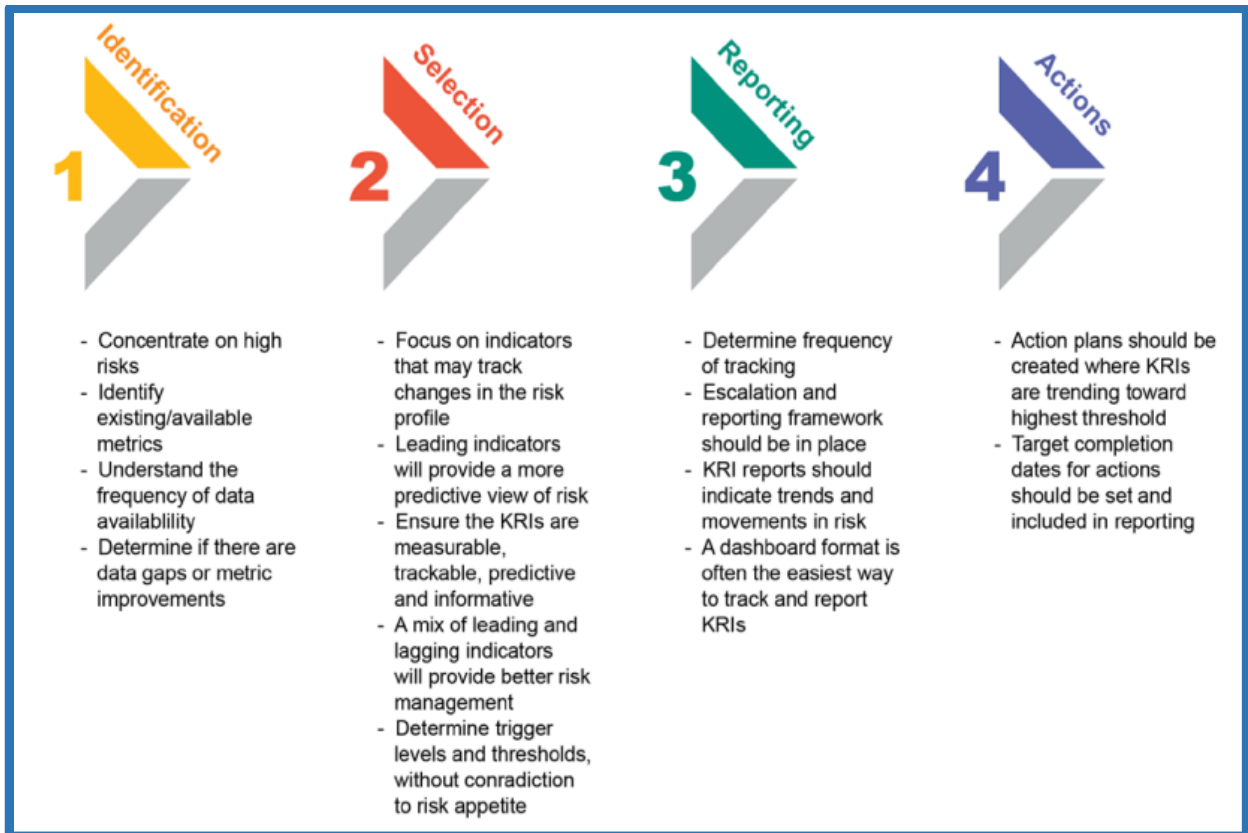 1
Identification
- Concentrate on high
risks
- Identify
existing/available
metrics
- Understand the
frequency of data
availablility
- Determine if there are
data gaps or metric
improvements
2
Selection
- Focus on indicators
that may track
changes in the risk
profile
- Leading indicators
will provide a more
predictive view of risk
- Ensure the KRIs are
measurable,
trackable, predictive
and informative
- A mix of leading and
lagging indicators
will provide better risk
management
- Determine trigger
levels and thresholds,
without conradiction
to risk appetite
3
Reporting
- Determine frequency
of tracking
- Escalation and
reporting framework
should be in place
- KRI reports should
indicate trends and
movements in risk
- A dashboard format is
often the easiest way
to track and report
KRIs
4
Actions
- Action plans should be
created where KRIs
are trending toward
highest threshold
- Target completion
dates for actions
should be set and
included in reporting